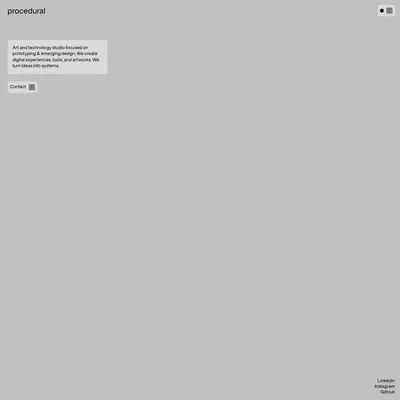 procedural
Art and technology studio focused on
prototyping & emerging design. We create
digital experiences, tools, and artworks. We
turn ideas into systems
Contact
LinkedIn
Instagram
GitHub